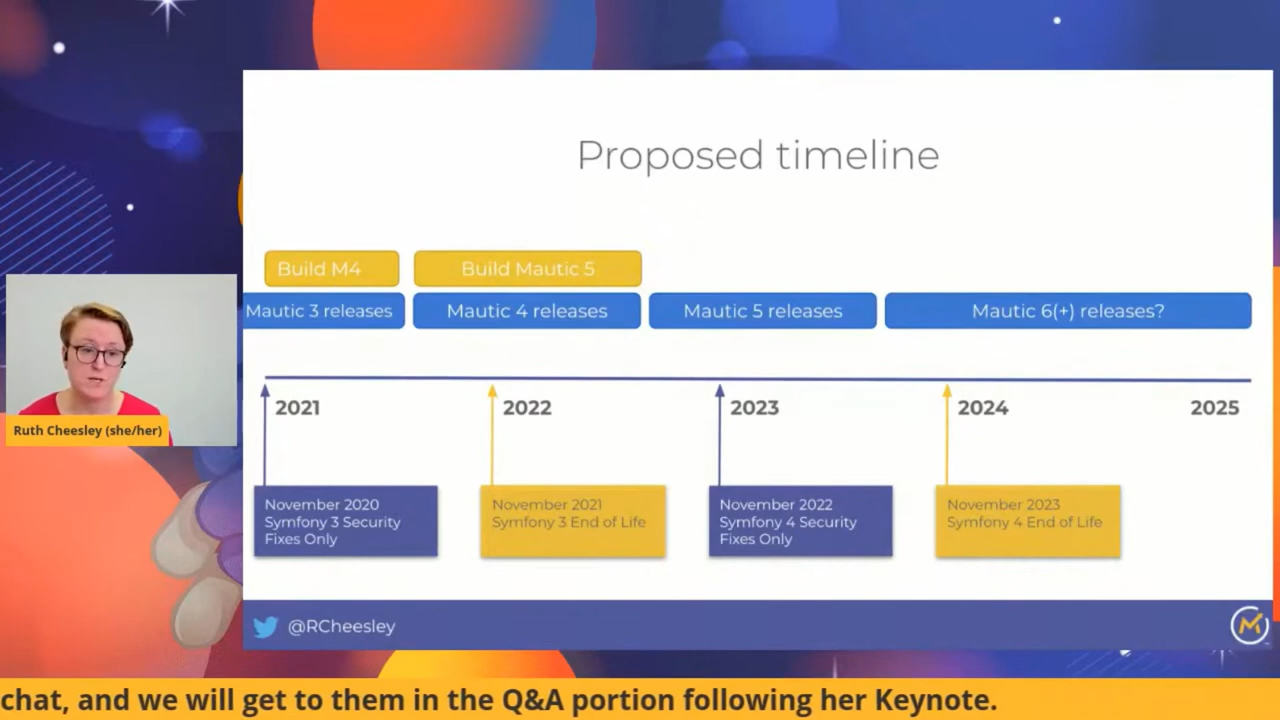 Proposed timeline
Build M4
Build Mautic 5
Mautic 3 releases
Mautic 4 releases
Mautic 5 releases
Mautic 6(+) releases?
2021
2022
2023
2024
2025
November 2020
Symfony 3 Security
Fixes Only
November 2021
Symfony 3 End of Life
November 2022
Symfony 4 Security
Fixes Only
November 2023
Symfony 4 End of Life
Ruth Cheesley (she/her)
@RCheesley
chat, and we will get to them in the Q&A portion following her Keynote.